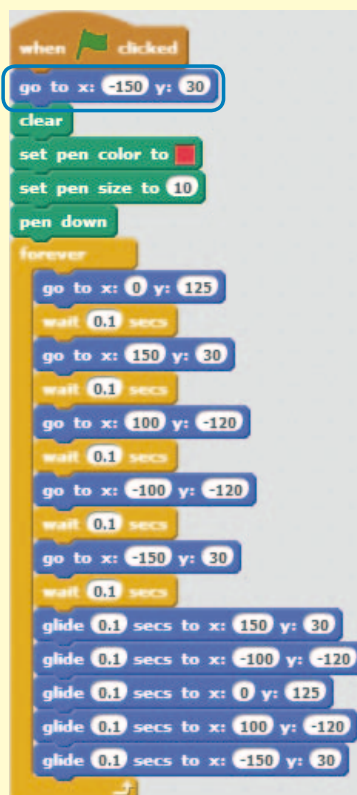 when clicked
go to x: -150 y: 30
clear
set pen color to
set pen size to 10
pen down
forever
go to x: 0 y: 125
wait 0.1 secs
go to x: 150 y: 30
wait 0.1 secs
go to x: 100 y: -120
wait 0.1 secs
go to x: -100 y: -120
wait 0.1 secs
go to x: -150 y: 30
wait 0.1 secs
glide 0.1 secs to x: 150 y: 30
glide 0.1 secs to x: -100 y: -120
glide 0.1 secs to x: 0 y: 125
glide 0.1 secs to x: 100 y: -120
glide 0.1 secs to x: -150 y: 30